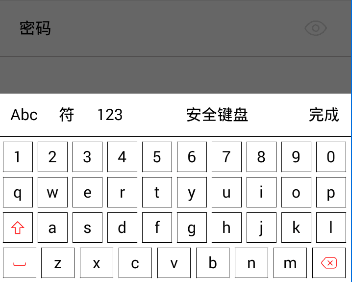 密码
Abc 符 123 安全键盘 完成
1 2 3 4 5 6 7 8 9 0
q w e r t y u i o p
a s d f g h j k l
z x c v b n m